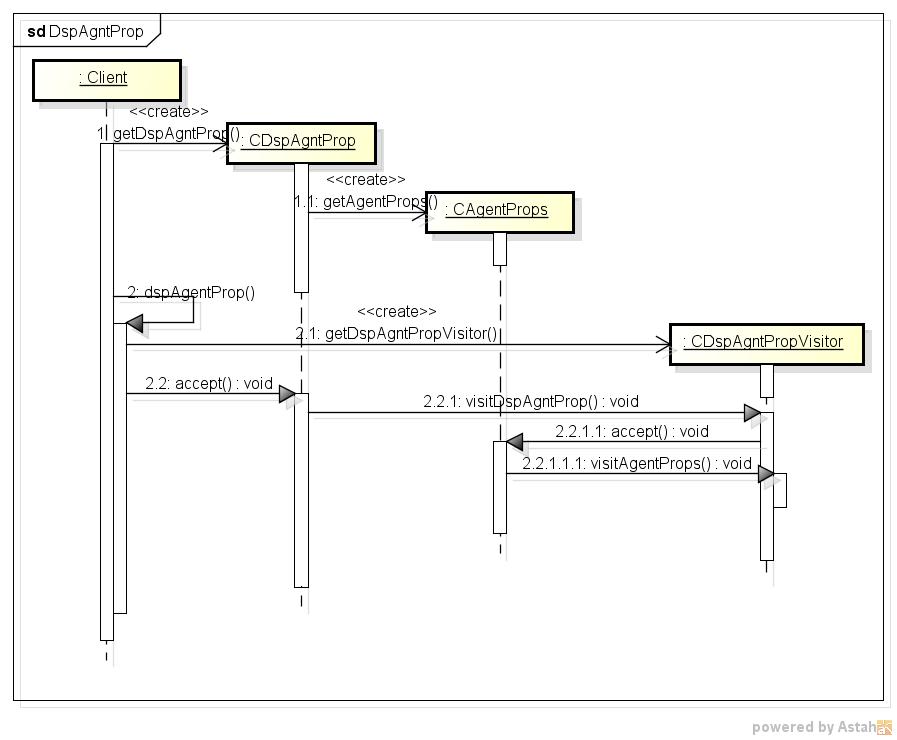 sd DspAgntProp
: Client
<<create>>
1: getDspAgntProp()
: CDspAgntProp
<<create>>
1.1: getAgentProps()
: CAgentProps
2: dspAgentProp()
<<create>>
2.1: getDspAgntPropVisitor()
: CDspAgntPropVisitor
2.2: accept() : void
2.2.1: visitDspAgntProp() : void
2.2.1.1: accept() : void
2.2.1.1.1: visitAgentProps() : void
powered by Astah